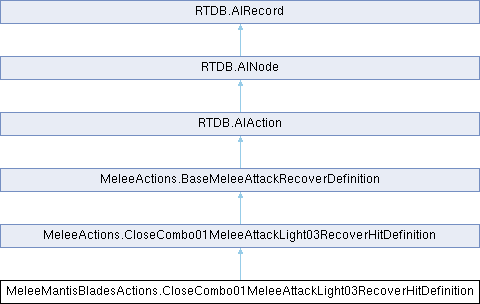 RTDB.AIRecord
RTDB.AINode
RTDB.AIAction
MeleeActions.BaseMeleeAttackRecoverDefinition
MeleeActions.CloseCombo01MeleeAttackLight03RecoverHitDefinition
MeleeMantisBladesActions.CloseCombo01MeleeAttackLight03RecoverHitDefinition